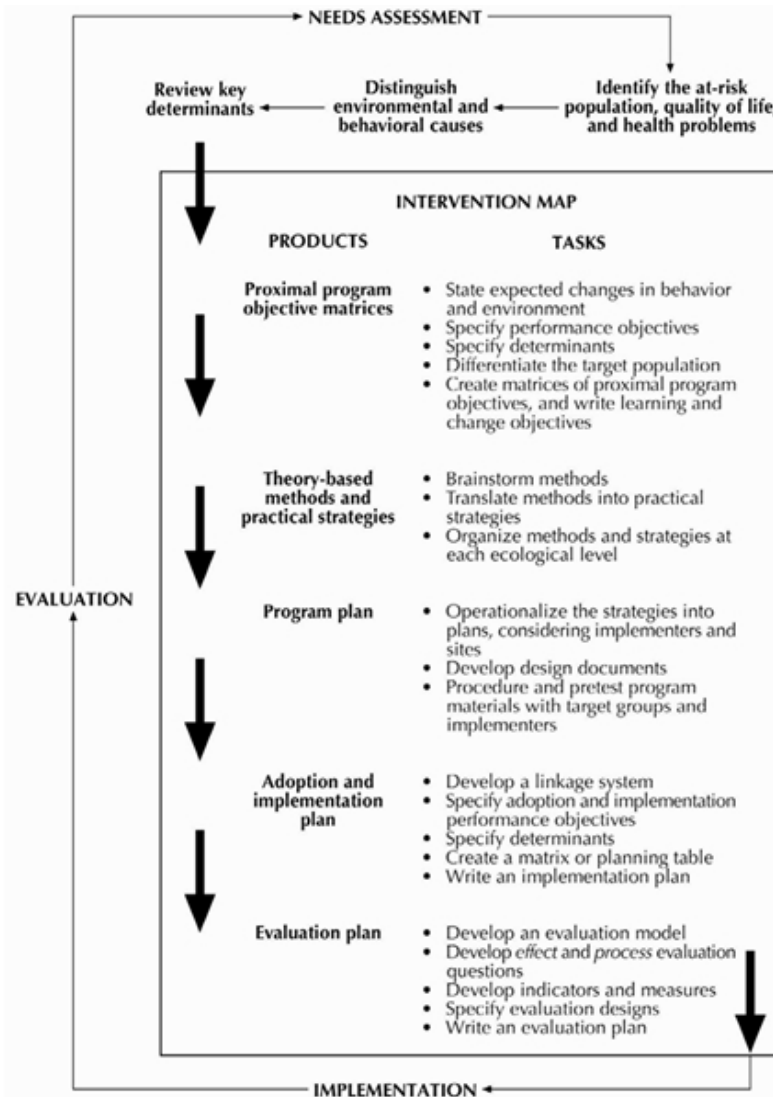 NEEDS ASSESSMENT
Review key
determinants
Distinguish
environmental and
behavioral causes
Identify the at-risk
population, quality of life,
and health problems
INTERVENTION MAP
PRODUCTS
TASKS
Proximal program
objective matrices
• State expected changes in behavior
and environment
• Specify performance objectives
• Specify determinants
• Differentiate the target population
• Create matrices of proximal program
objectives, and write learning and
change objectives
Theory-based
methods and
practical strategies
• Brainstorm methods
• Translate methods into practical
strategies
• Organize methods and strategies at
each ecological level
EVALUATION
Program plan
• Operationalize the strategies into
plans, considering implementers and
sites
• Develop design documents
• Procedure and pretest program
materials with target groups and
implementers
Adoption and
implementation
plan
• Develop a linkage system
• Specify adoption and implementation
performance objectives
• Specify determinants
• Create a matrix or planning table
• Write an implementation plan
Evaluation plan
• Develop an evaluation model
• Develop effect and process evaluation
questions
• Develop indicators and measures
• Specify evaluation designs
• Write an evaluation plan
IMPLEMENTATION